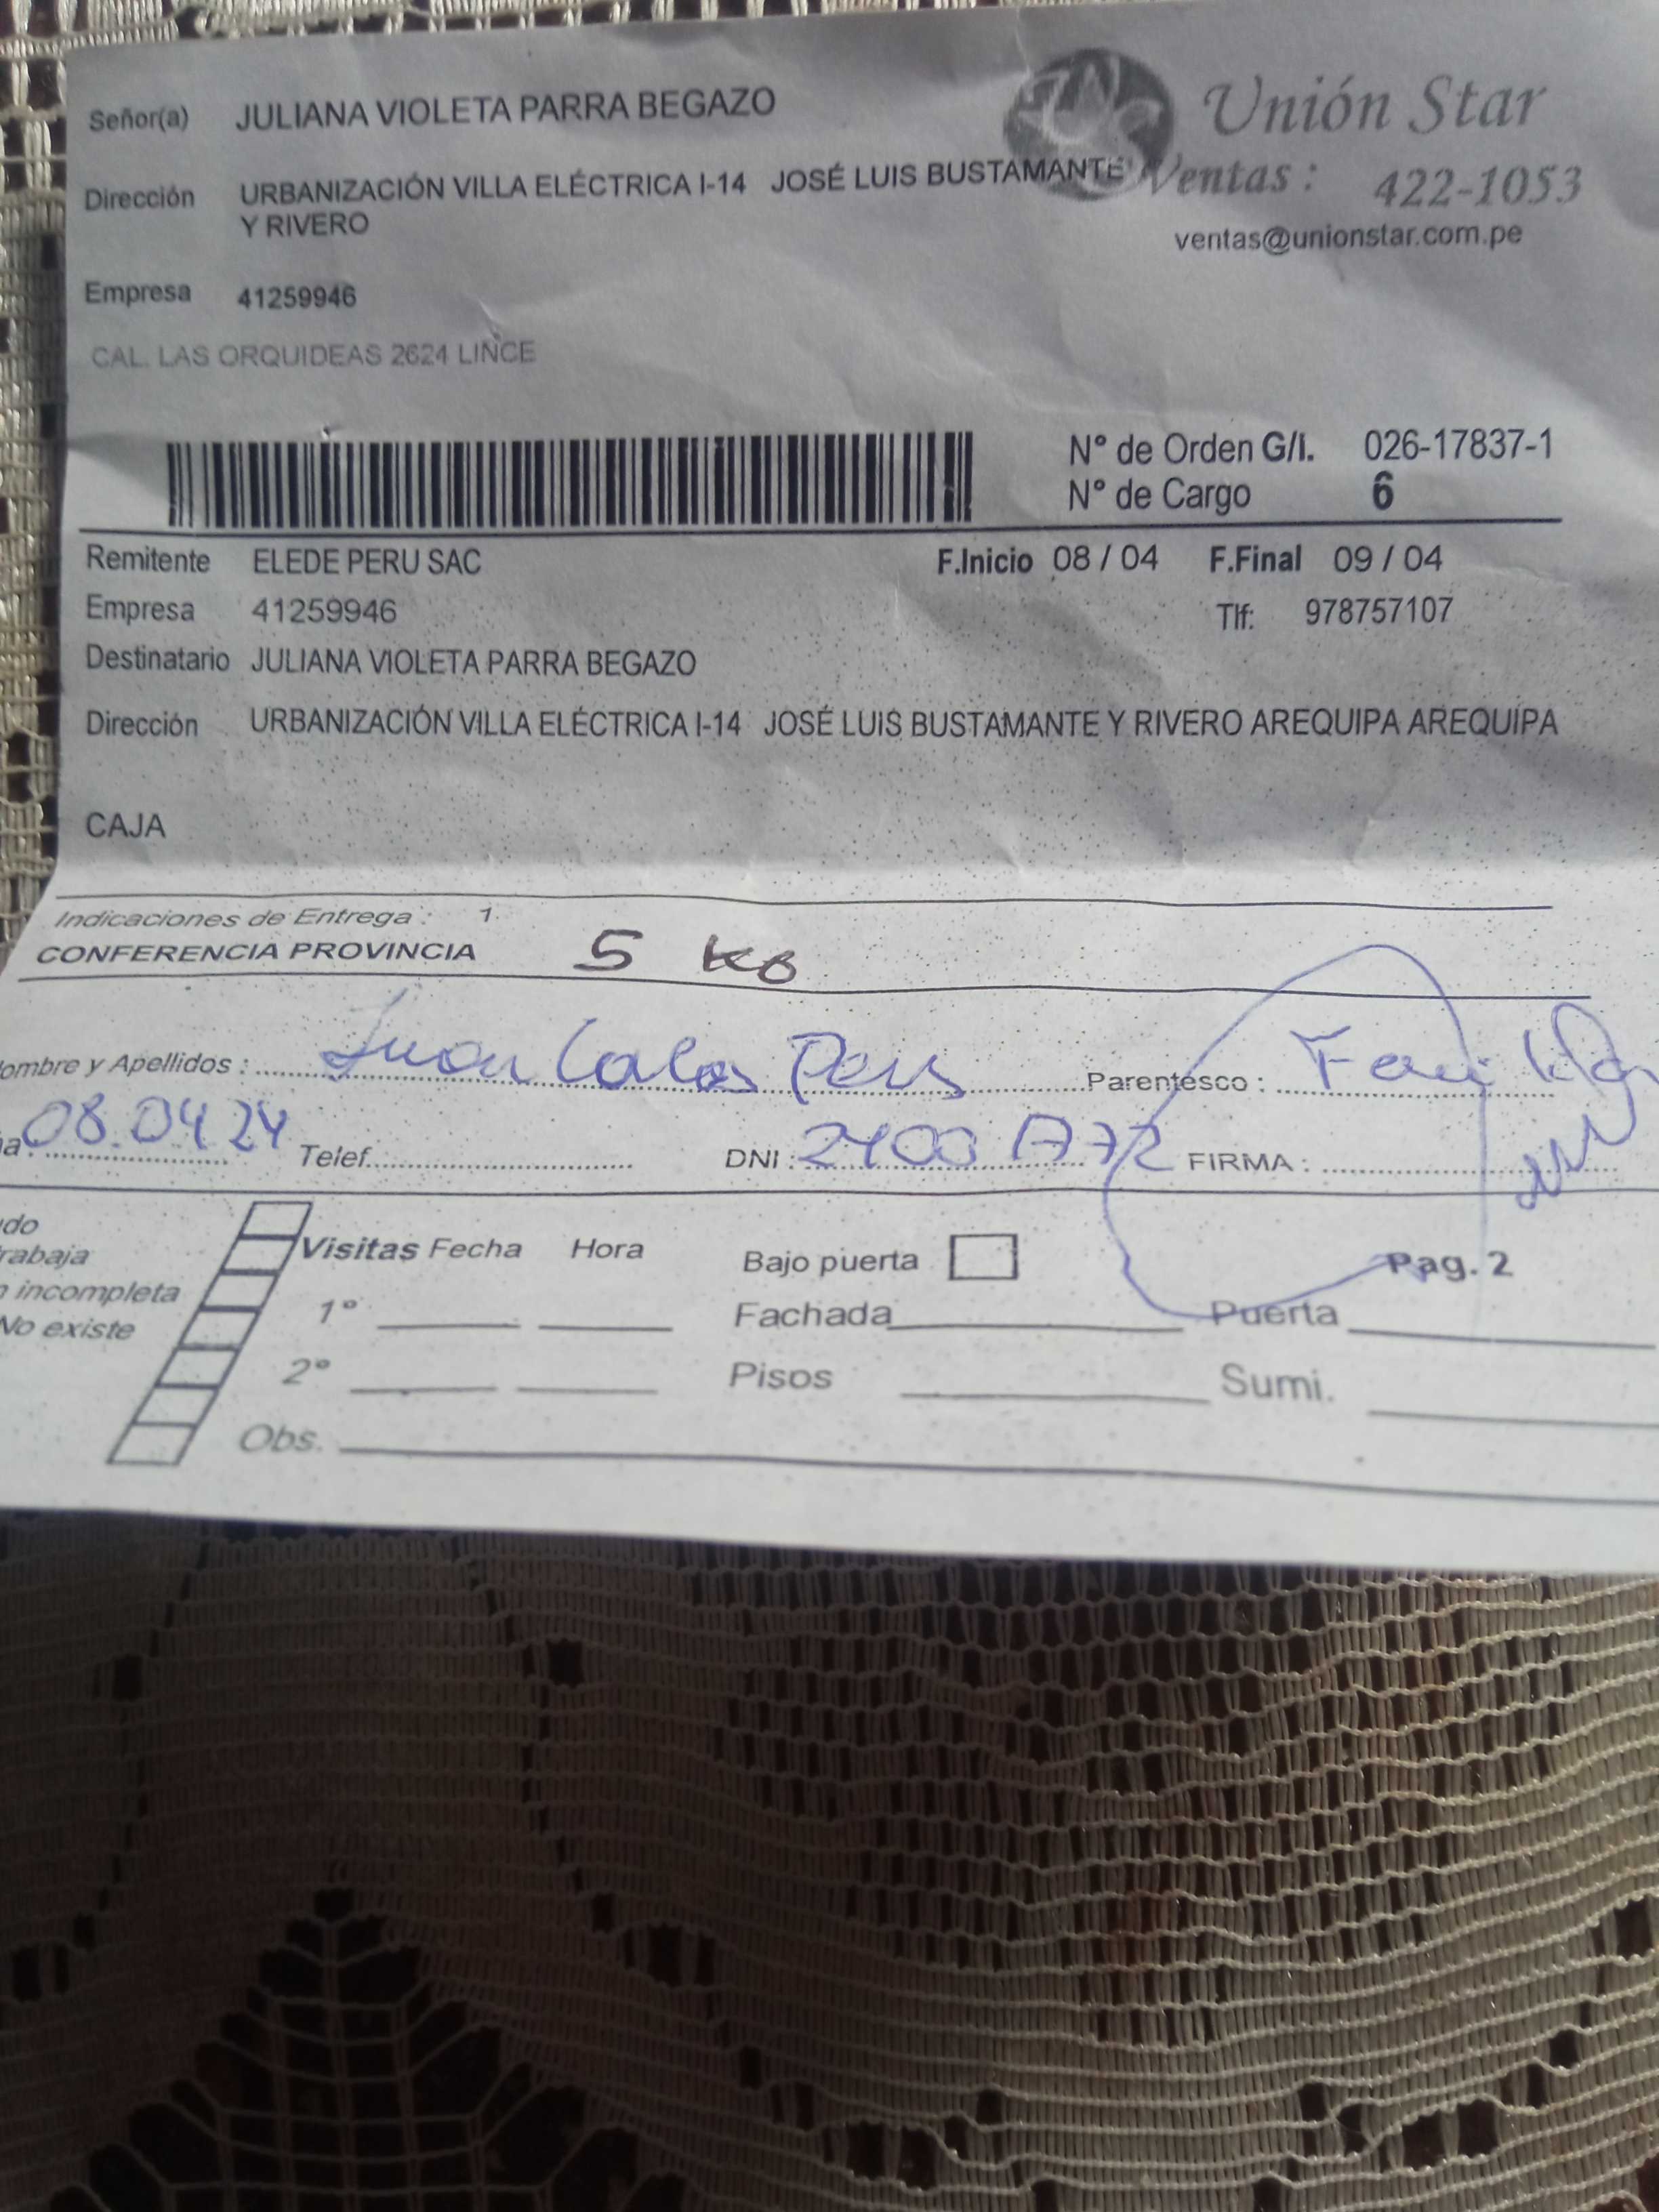 Señor(a) JULIANA VIOLETA PARRA BEGAZO
Unión Star
Dirección URBANIZACIÓN VILLA ELÉCTRICA I-14 JOSÉ LUIS BUSTAMANTE
Y RIVERO
Ventas : 422-1053
ventas@unionstar.com.pe
Empresa 41259946
CAL. LAS ORQUIDEAS 2624 LINCE
N° de Orden G/I. 026-17837-1
N° de Cargo 6
Remitente ELEDE PERU SAC F.Inicio 08 / 04 F.Final 09 / 04
Empresa 41259946 Tlf: 978757107
Destinatario JULIANA VIOLETA PARRA BEGAZO
Dirección URBANIZACIÓN VILLA ELÉCTRICA I-14 JOSÉ LUIS BUSTAMANTE Y RIVERO AREQUIPA AREQUIPA
CAJA
Indicaciones de Entrega : 1
CONFERENCIA PROVINCIA 5 KG
ombre y Apellidos : Juan Parentesco :
a: 08.04 24 Telef. DNI : FIRMA :
do
rabaja
incompleta
No existe
Visitas Fecha Hora
1°
2°
Obs.
Bajo puerta Pag. 2
Fachada Puerta
Pisos Sumi.